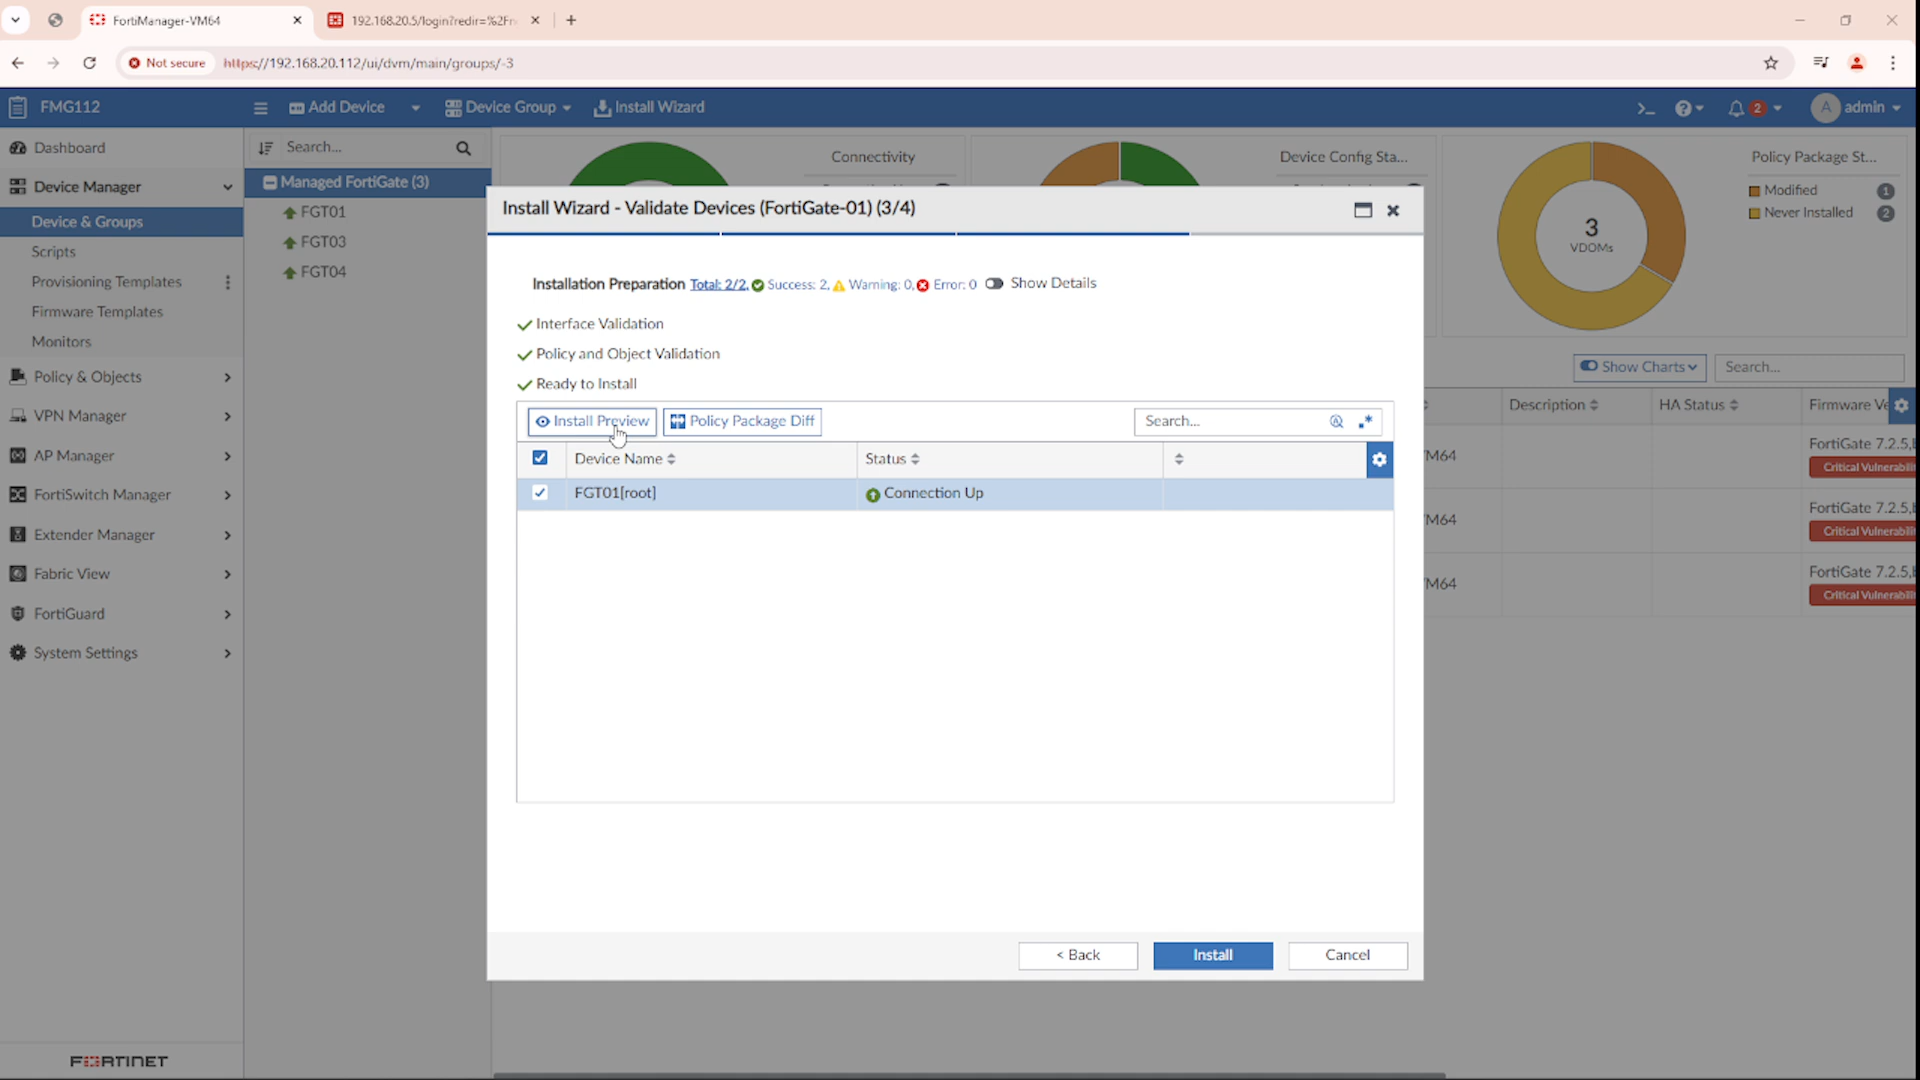 FortiManager-VM64
192.168.20.5/login?redir=%2Fn
Not secure
https://192.168.20.112/ui/dvm/main/groups/-3
FMG112
Add Device
Device Group
Install Wizard
>_
?
2
A
admin
Dashboard
Device Manager
Device & Groups
Scripts
Provisioning Templates
Firmware Templates
Monitors
Policy & Objects
VPN Manager
AP Manager
FortiSwitch Manager
Extender Manager
Fabric View
FortiGuard
System Settings
FORTINET
Search...
Managed FortiGate (3)
FGT01
FGT03
FGT04
Connectivity
Device Config Sta...
Policy Package St...
Modified 1
Never Installed 2
3
VDOMs
Show Charts
Search...
Description
HA Status
Firmware Ve
M64
FortiGate 7.2.5,
Critical Vulnerabili
M64
FortiGate 7.2.5,
Critical Vulnerabili
M64
FortiGate 7.2.5,
Critical Vulnerabili
Install Wizard - Validate Devices (FortiGate-01) (3/4)
Installation Preparation Total: 2/2, Success: 2, Warning: 0, Error: 0 Show Details
Interface Validation
Policy and Object Validation
Ready to Install
Install Preview
Policy Package Diff
Search...
Device Name
Status
FGT01[root]
Connection Up
< Back
Install
Cancel